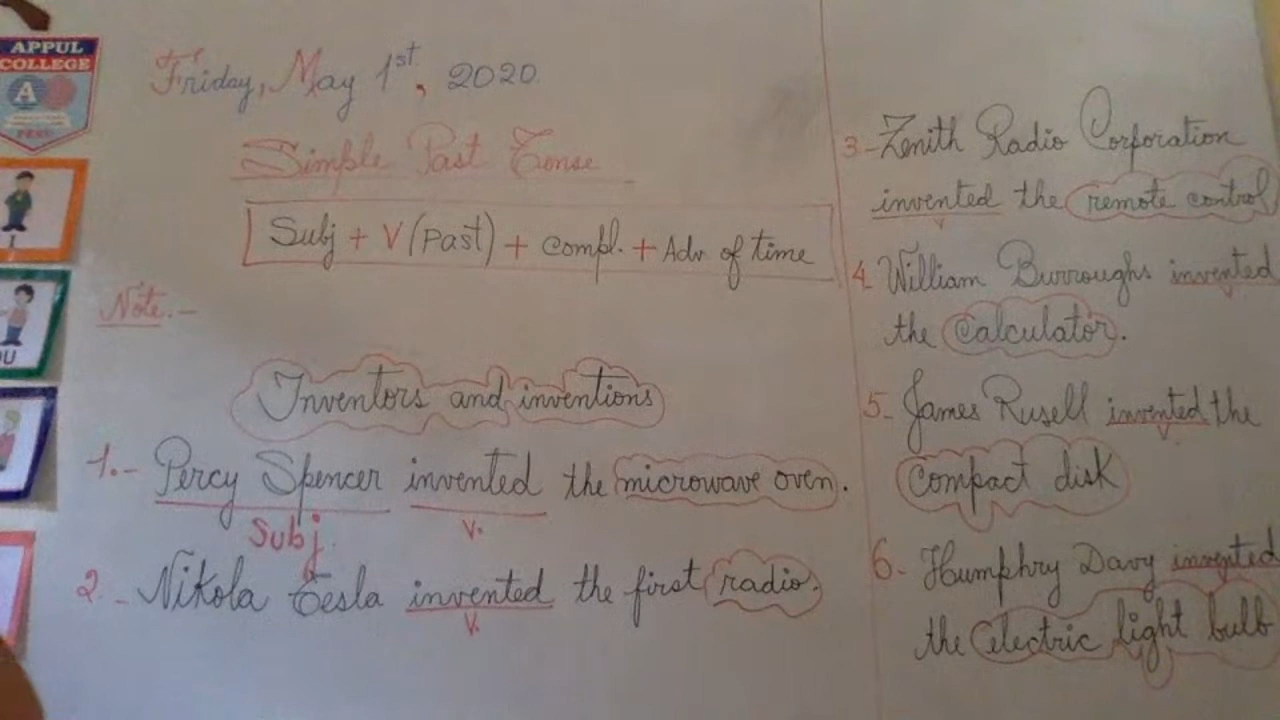 APPUL
COLLEGE
A
PERU
I
OU
Friday, May 1st, 2020
Simple Past Tense
Subj + V(past) + compl. + Adv of time
Note.-
Inventors and inventions
1.- Percy Spencer invented the microwave oven.
Subj. V.
2.- Nikola Tesla invented the first radio.
V.
3-Zenith Radio Corporation
invented the remote control
v
4. William Burroughs invented
the Calculator.
5- James Rusell invented the
Compact disk
6- Humphry Davy invented
the electric light bulb